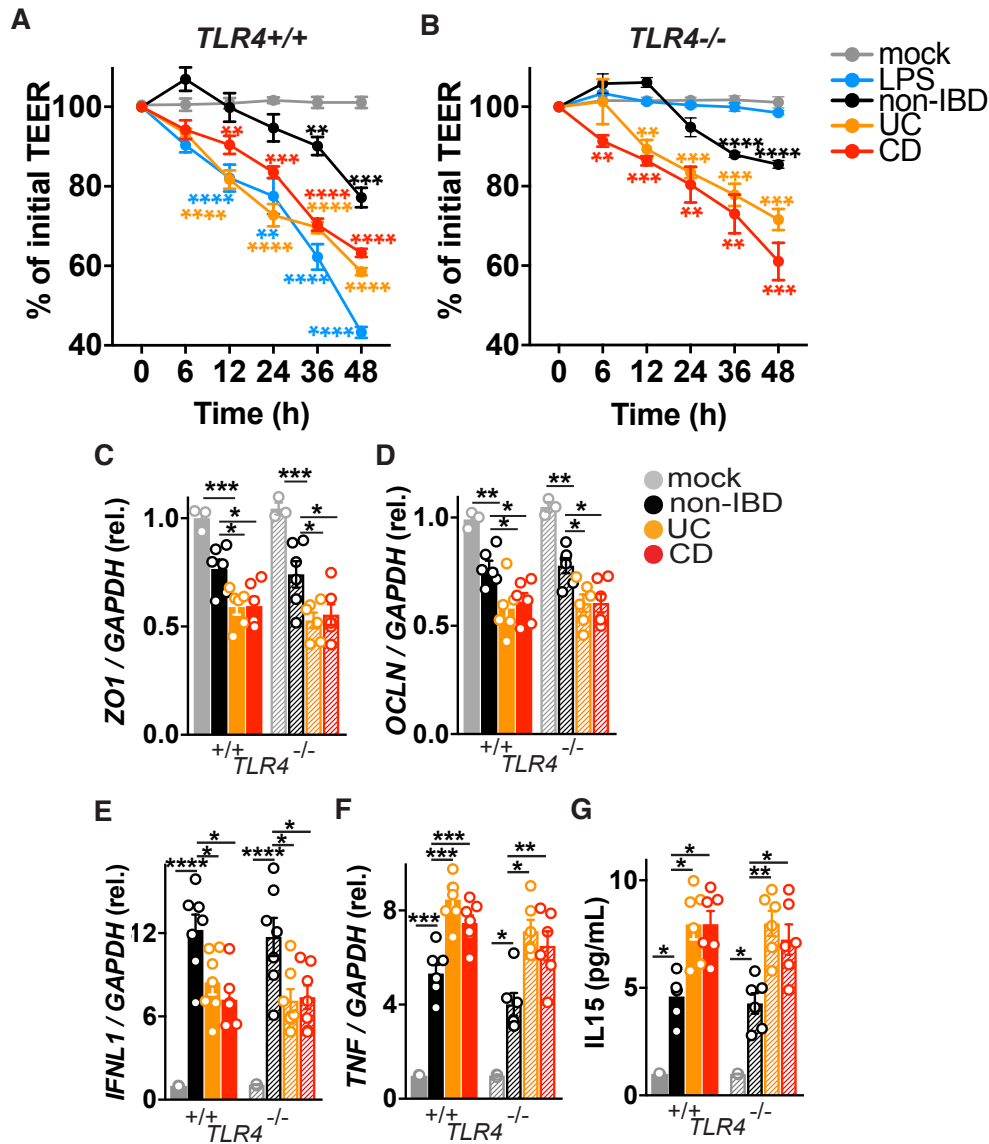 A
TLR4+/+
% of initial TEER
100
80
60
40
**
**
***
***
****
****
****
****
****
**
****
****
****
****
****
0 6 12 24 36 48
Time (h)
B
TLR4-/-
% of initial TEER
100
80
60
40
**
****
****
***
***
***
**
***
**
**
***
0 6 12 24 36 48
Time (h)
mock
LPS
non-IBD
UC
CD
C
ZO1 / GAPDH (rel.)
1.0
0.5
0.0
***
*
*
***
*
*
+/+ TLR4 -/-
D
OCLN / GAPDH (rel.)
1.0
0.5
0.0
**
*
*
**
*
*
+/+ TLR4 -/-
mock
non-IBD
UC
CD
E
IFNL1 / GAPDH (rel.)
12
6
0
*
****
*
*
****
*
+/+ TLR4 -/-
F
TNF / GAPDH (rel.)
8
4
0
***
***
***
**
*
*
+/+ TLR4 -/-
G
IL15 (pg/mL)
10
5
0
*
*
*
*
**
*
+/+ TLR4 -/-